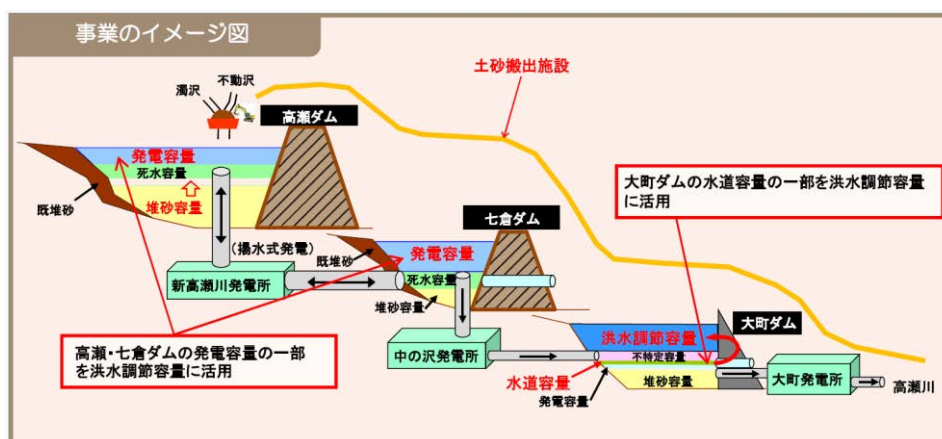 事業のイメージ図
土砂搬出施設
不動沢
濁沢
高瀬ダム
発電容量
死水容量
堆砂容量
既堆砂
(揚水式発電)
新高瀬川発電所
大町ダムの水道容量の一部を洪水調節容量
に活用
七倉ダム
既堆砂
発電容量
死水容量
堆砂容量
中の沢発電所
高瀬・七倉ダムの発電容量の一部
を洪水調節容量に活用
大町ダム
洪水調節容量
不特定容量
水道容量
発電容量
堆砂容量
大町発電所
高瀬川